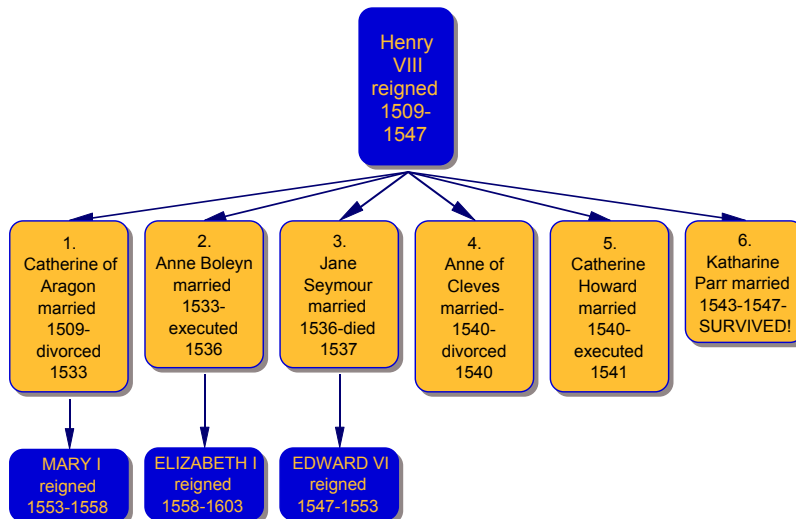 Henry
VIII
reigned
1509-
1547
1.
Catherine of
Aragon
married
1509-
divorced
1533
2.
Anne Boleyn
married
1533-
executed
1536
3.
Jane
Seymour
married
1536-died
1537
4.
Anne of
Cleves
married-
1540-
divorced
1540
5.
Catherine
Howard
married
1540-
executed
1541
6.
Katharine
Parr married
1543-1547-
SURVIVED!
MARY I
reigned
1553-1558
ELIZABETH I
reigned
1558-1603
EDWARD VI
reigned
1547-1553